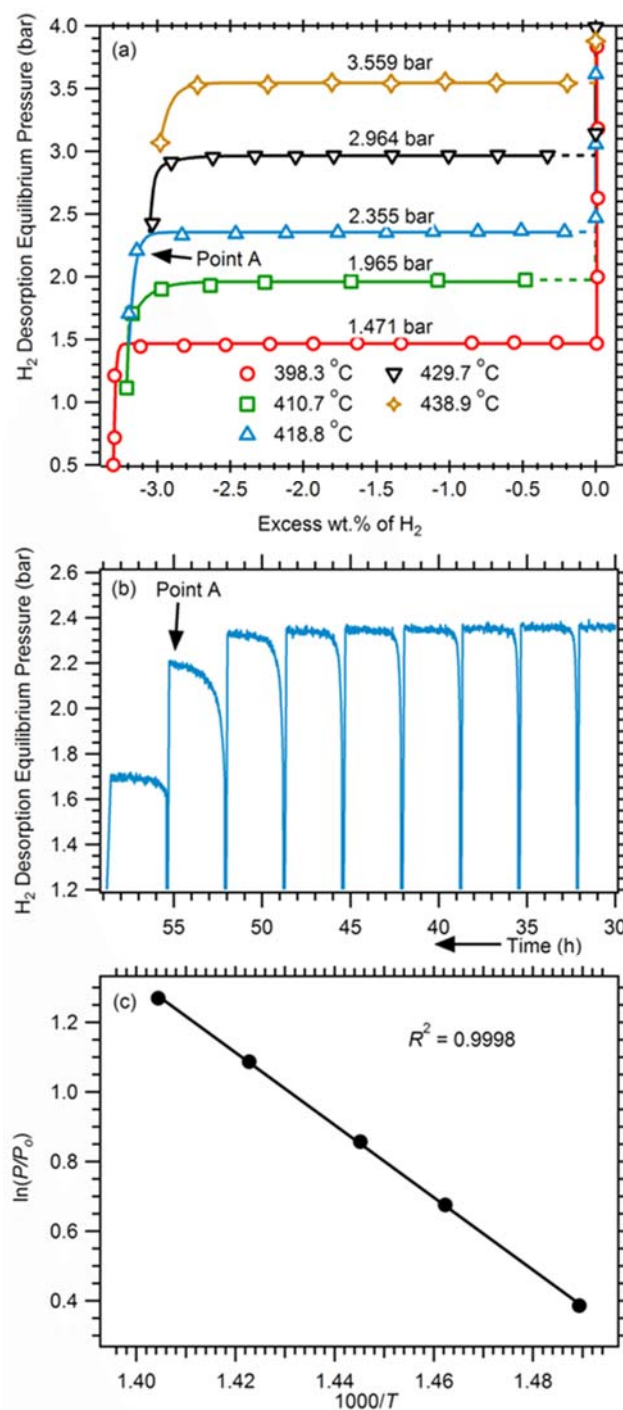 (a)
H₂ Desorption Equilibrium Pressure (bar)
4.0
3.5
3.0
2.5
2.0
1.5
1.0
0.5
3.559 bar
2.964 bar
2.355 bar
Point A
1.965 bar
1.471 bar
398.3 °C
429.7 °C
410.7 °C
438.9 °C
418.8 °C
-3.0 -2.5 -2.0 -1.5 -1.0 -0.5 0.0
Excess wt.% of H₂
(b)
H₂ Desorption Equilibrium Pressure (bar)
2.6
2.4
2.2
2.0
1.8
1.6
1.4
1.2
Point A
55 50 45 40 35 30
Time (h)
(c)
ln(P/Pₒ)
1.2
1.0
0.8
0.6
0.4
R² = 0.9998
1.40 1.42 1.44 1.46 1.48
1000/T